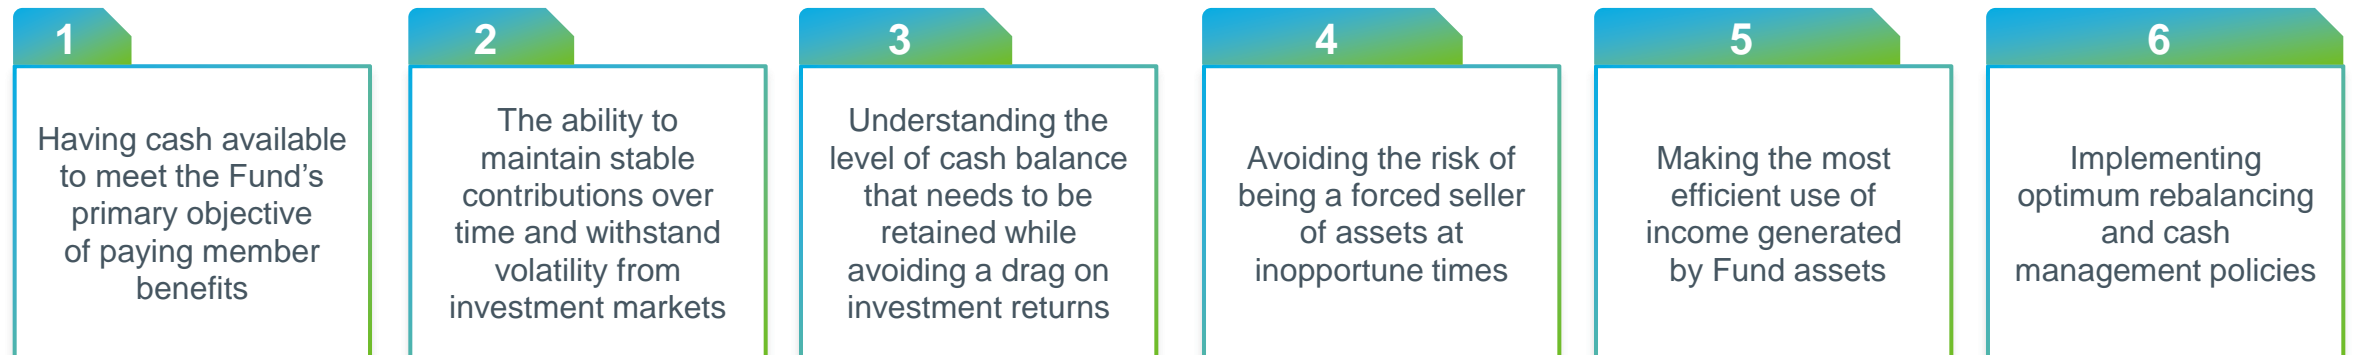 1
Having cash available
to meet the Fund’s
primary objective
of paying member
benefits
2
The ability to
maintain stable
contributions over
time and withstand
volatility from
investment markets
3
Understanding the
level of cash balance
that needs to be
retained while
avoiding a drag on
investment returns
4
Avoiding the risk of
being a forced seller
of assets at
inopportune times
5
Making the most
efficient use of
income generated
by Fund assets
6
Implementing
optimum rebalancing
and cash
management policies